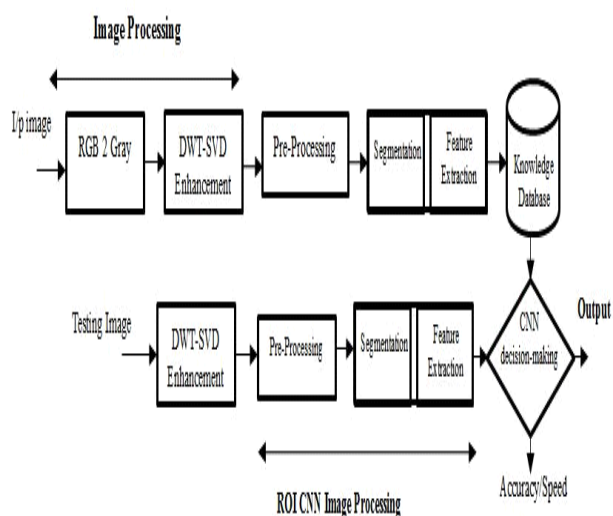 Image Processing
I/p image
RGB 2 Gray
DWT-SVD
Enhancement
Pre-Processing
Segmentation
Feature
Extraction
Knowledge
Database
Testing Image
DWT-SVD
Enhancement
Pre-Processing
Segmentation
Feature
Extraction
CNN
decision-making
Output
Accuracy/Speed
ROI CNN Image Processing